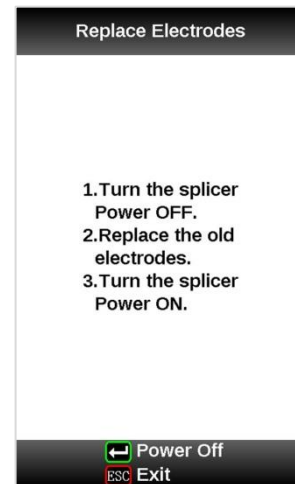 Replace Electrodes
1.Turn the splicer
Power OFF.
2.Replace the old
electrodes.
3.Turn the splicer
Power ON.
Power Off
ESC Exit